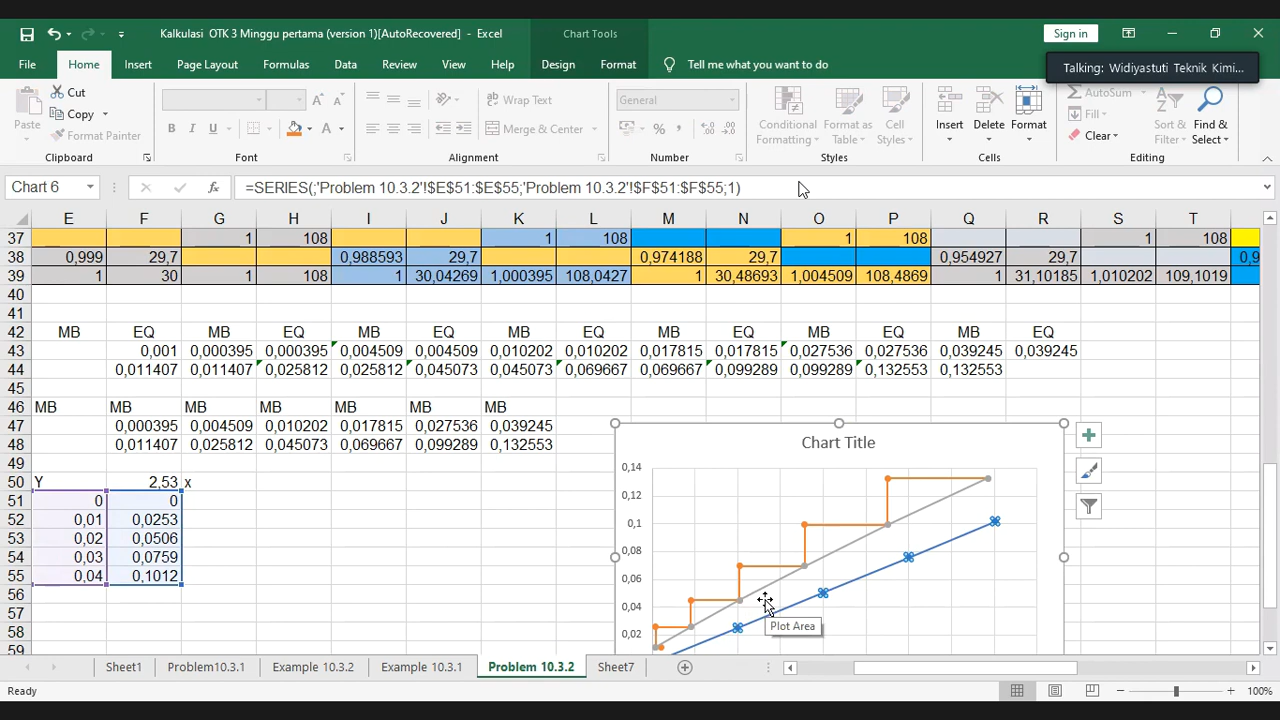 Kalkulasi OTK 3 Minggu pertama (version 1)[AutoRecovered] - Excel
Chart Tools
Sign in
File Home Insert Page Layout Formulas Data Review View Help Design Format Tell me what you want to do
Talking: Widiyastuti Teknik Kimi...
Paste
Cut
Copy
Format Painter
Clipboard
B I U A
Font
Wrap Text
Merge & Center
Alignment
General
%
Number
Conditional Formatting
Format as Table
Cell Styles
Styles
Insert Delete Format
Cells
AutoSum
Fill
Clear
Sort & Filter
Find & Select
Editing
Chart 6 fx =SERIES(;'Problem 10.3.2'!$E$51:$E$55;'Problem 10.3.2'!$F$51:$F$55;1)
E F G H I J K L M N O P Q R S T
37 1 108 1 108 1 108 1 108
38 0,999 29,7 0,988593 29,7 0,974188 29,7 0,954927 29,7 0,9
39 1 30 1 108 1 30,04269 1,000395 108,0427 1 30,48693 1,004509 108,4869 1 31,10185 1,010202 109,1019
40
41
42 MB EQ MB EQ MB EQ MB EQ MB EQ MB EQ MB EQ
43 0,001 0,000395 0,000395 0,004509 0,004509 0,010202 0,010202 0,017815 0,017815 0,027536 0,027536 0,039245 0,039245
44 0,011407 0,011407 0,025812 0,025812 0,045073 0,045073 0,069667 0,069667 0,099289 0,099289 0,132553 0,132553
45
46 MB MB MB MB MB MB MB
47 0,000395 0,004509 0,010202 0,017815 0,027536 0,039245
48 0,011407 0,025812 0,045073 0,069667 0,099289 0,132553
49
50 Y 2,53 x
51 0 0
52 0,01 0,0253
53 0,02 0,0506
54 0,03 0,0759
55 0,04 0,1012
56
57
58
59
Chart Title
0,14
0,12
0,1
0,08
0,06
0,04
0,02
Plot Area
Sheet1 Problem10.3.1 Example 10.3.2 Example 10.3.1 Problem 10.3.2 Sheet7
Ready
100%